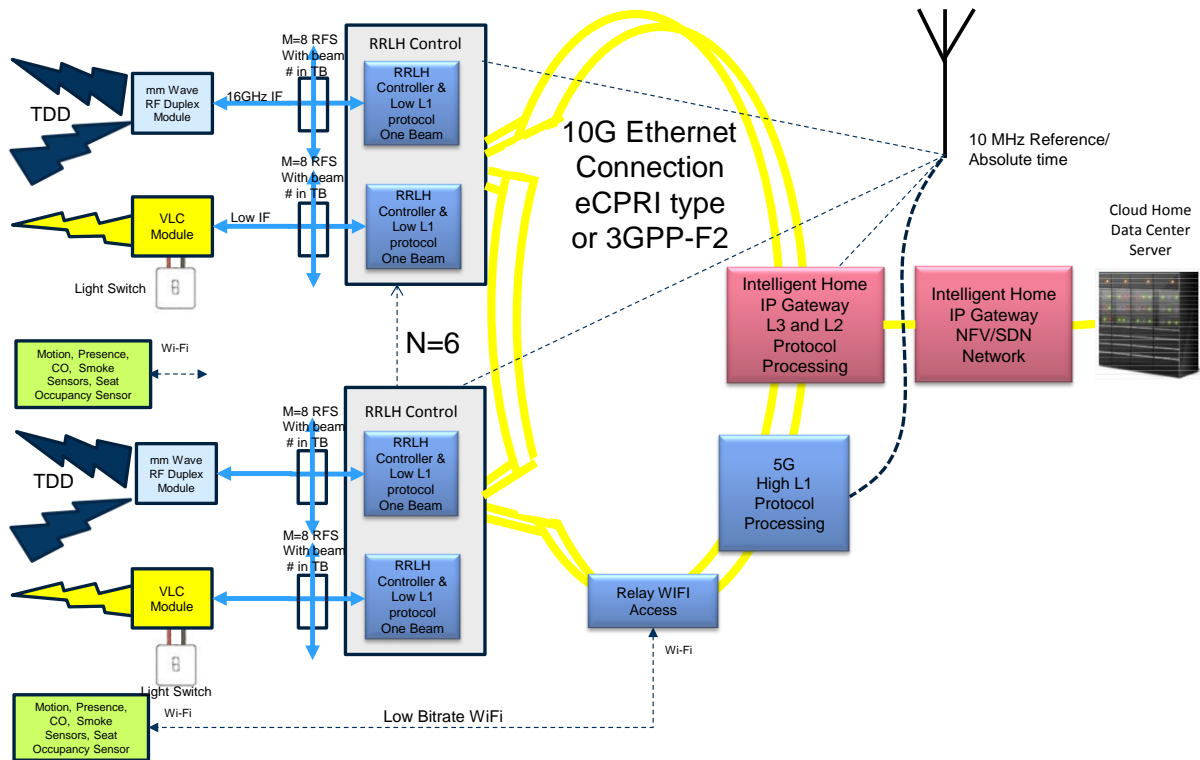 M=8 RFS
With beam
# in TB
RRLH Control
mm Wave
RF Duplex
Module
TDD
16GHz IF
RRLH
Controller &
Low L1
protocol
One Beam
M=8 RFS
With beam
# in TB
VLC
Module
Low IF
RRLH
Controller &
Low L1
protocol
One Beam
Light Switch
10G Ethernet
Connection
eCPRI type
or 3GPP-F2
10 MHz Reference/
Absolute time
Cloud Home
Data Center
Server
Intelligent Home
IP Gateway
L3 and L2
Protocol
Processing
Intelligent Home
IP Gateway
NFV/SDN
Network
N=6
Motion, Presence,
CO, Smoke
Sensors, Seat
Occupancy Sensor
Wi-Fi
M=8 RFS
With beam
# in TB
RRLH Control
mm Wave
RF Duplex
Module
TDD
RRLH
Controller &
Low L1
protocol
One Beam
5G
High L1
Protocol
Processing
M=8 RFS
With beam
# in TB
VLC
Module
RRLH
Controller &
Low L1
protocol
One Beam
Relay WIFI
Access
Wi-Fi
Light Switch
Motion, Presence,
CO, Smoke
Sensors, Seat
Occupancy Sensor
Wi-Fi
Low Bitrate WiFi